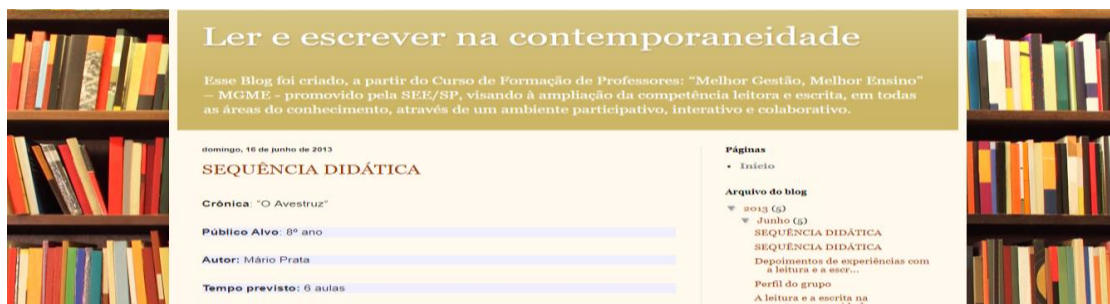 Ler e escrever na contemporaneidade
Esse Blog foi criado, a partir do Curso de Formação de Professores: "Melhor Gestão, Melhor Ensino"
– MGME - promovido pela SEE/SP, visando à ampliação da competência leitora e escrita, em todas
as áreas do conhecimento, através de um ambiente participativo, interativo e colaborativo.
domingo, 16 de junho de 2013
SEQUÊNCIA DIDÁTICA
Crônica: "O Avestruz"
Público Alvo: 8º ano
Autor: Mário Prata
Tempo previsto: 6 aulas
Páginas
• Início
Arquivo do blog
▼ 2013 (5)
▼ Junho (5)
SEQUÊNCIA DIDÁTICA
SEQUÊNCIA DIDÁTICA
Depoimentos de experiências com
a leitura e a escr...
Perfil do grupo
A leitura e a escrita na